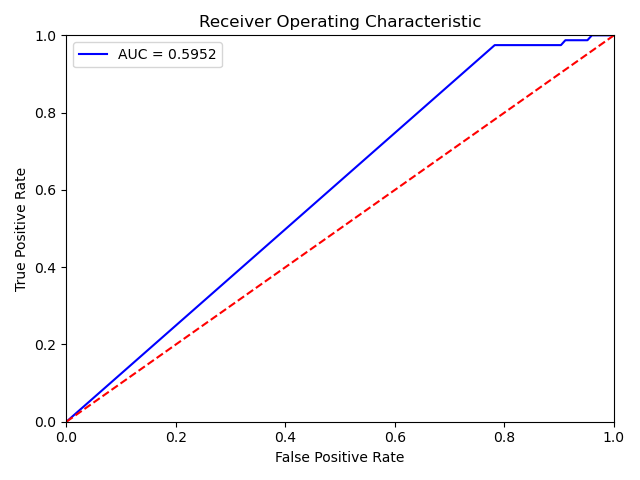 Receiver Operating Characteristic
AUC = 0.5952
1.0
0.8
0.6
0.4
0.2
0.0
True Positive Rate
0.0 0.2 0.4 0.6 0.8 1.0
False Positive Rate